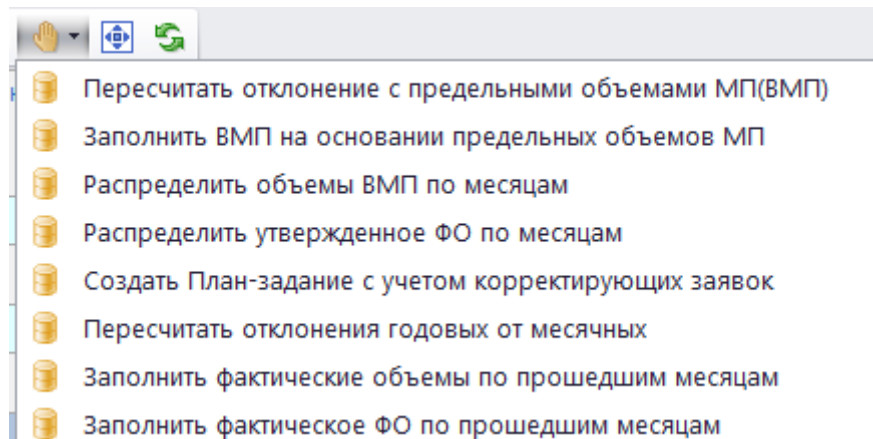 Пересчитать отклонение с предельными объемами МП(ВМП)
Заполнить ВМП на основании предельных объемов МП
Распределить объемы ВМП по месяцам
Распределить утвержденное ФО по месяцам
Создать План-задание с учетом корректирующих заявок
Пересчитать отклонения годовых от месячных
Заполнить фактические объемы по прошедшим месяцам
Заполнить фактическое ФО по прошедшим месяцам